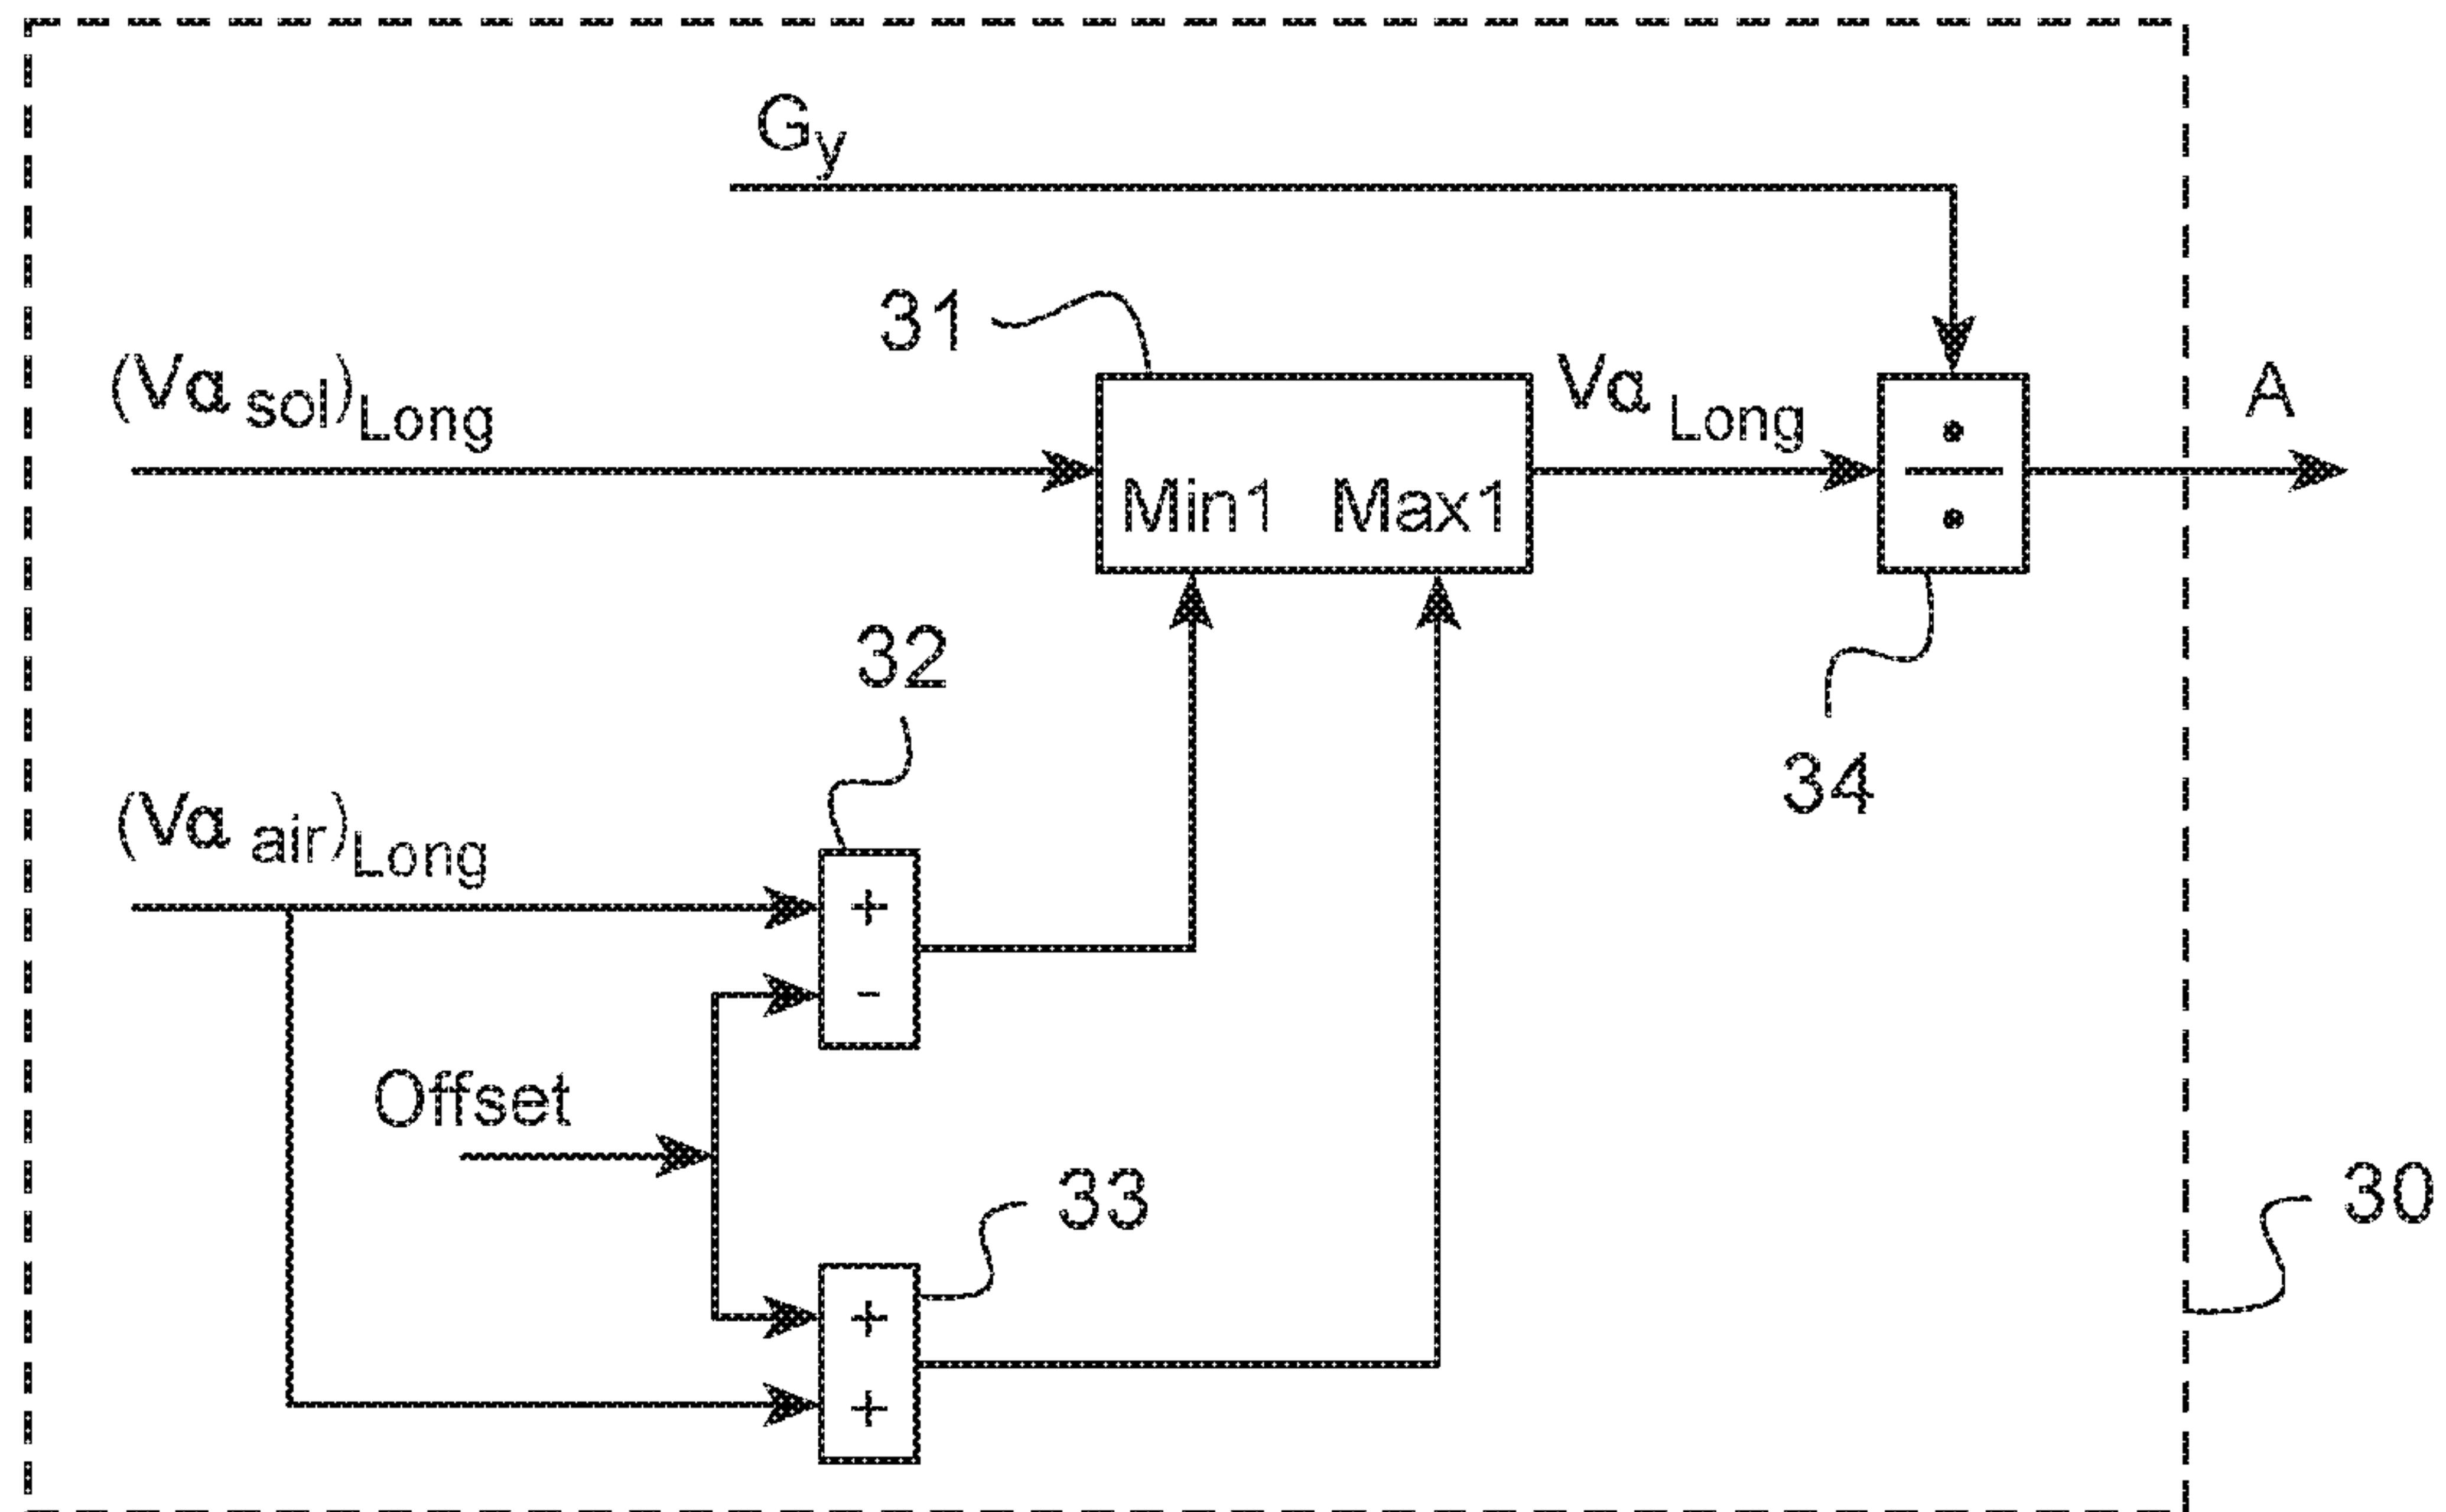 Gy
31
(Vα sol)Long
Vα Long
A
Min1 Max1
32
34
(Vα air)Long
+
-
Offset
33
30
+
+